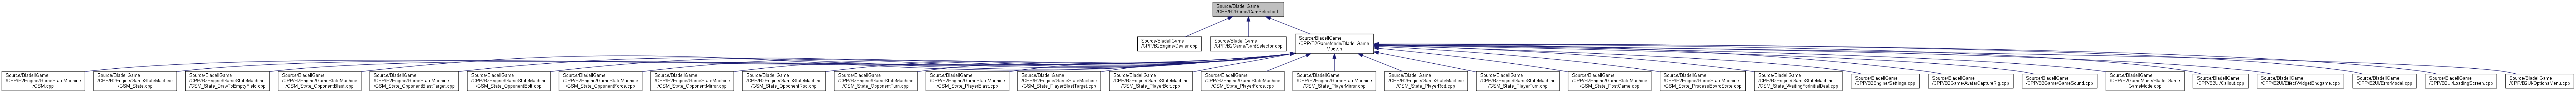 Source/BladeIIGame
/CPP/B2Game/CardSelector.h
Source/BladeIIGame
/CPP/B2Engine/Dealer.cpp
Source/BladeIIGame
/CPP/B2Game/CardSelector.cpp
Source/BladeIIGame
/CPP/B2GameMode/BladeIIGame
Mode.h
Source/BladeIIGame
/CPP/B2Engine/GameStateMachine
/GSM.cpp
Source/BladeIIGame
/CPP/B2Engine/GameStateMachine
/GSM_State.cpp
Source/BladeIIGame
/CPP/B2Engine/GameStateMachine
/GSM_State_DrawToEmptyField.cpp
Source/BladeIIGame
/CPP/B2Engine/GameStateMachine
/GSM_State_OpponentBlast.cpp
Source/BladeIIGame
/CPP/B2Engine/GameStateMachine
/GSM_State_OpponentBlastTarget.cpp
Source/BladeIIGame
/CPP/B2Engine/GameStateMachine
/GSM_State_OpponentBolt.cpp
Source/BladeIIGame
/CPP/B2Engine/GameStateMachine
/GSM_State_OpponentForce.cpp
Source/BladeIIGame
/CPP/B2Engine/GameStateMachine
/GSM_State_OpponentMirror.cpp
Source/BladeIIGame
/CPP/B2Engine/GameStateMachine
/GSM_State_OpponentRod.cpp
Source/BladeIIGame
/CPP/B2Engine/GameStateMachine
/GSM_State_OpponentTurn.cpp
Source/BladeIIGame
/CPP/B2Engine/GameStateMachine
/GSM_State_PlayerBlast.cpp
Source/BladeIIGame
/CPP/B2Engine/GameStateMachine
/GSM_State_PlayerBlastTarget.cpp
Source/BladeIIGame
/CPP/B2Engine/GameStateMachine
/GSM_State_PlayerBolt.cpp
Source/BladeIIGame
/CPP/B2Engine/GameStateMachine
/GSM_State_PlayerForce.cpp
Source/BladeIIGame
/CPP/B2Engine/GameStateMachine
/GSM_State_PlayerMirror.cpp
Source/BladeIIGame
/CPP/B2Engine/GameStateMachine
/GSM_State_PlayerRod.cpp
Source/BladeIIGame
/CPP/B2Engine/GameStateMachine
/GSM_State_PlayerTurn.cpp
Source/BladeIIGame
/CPP/B2Engine/GameStateMachine
/GSM_State_PostGame.cpp
Source/BladeIIGame
/CPP/B2Engine/GameStateMachine
/GSM_State_ProcessBoardState.cpp
Source/BladeIIGame
/CPP/B2Engine/GameStateMachine
/GSM_State_WaitingForInitialDeal.cpp
Source/BladeIIGame
/CPP/B2Engine/Settings.cpp
Source/BladeIIGame
/CPP/B2Game/AvatarCaptureRig.cpp
Source/BladeIIGame
/CPP/B2Game/GameSound.cpp
Source/BladeIIGame
/CPP/B2GameMode/BladeIIGame
GameMode.cpp
Source/BladeIIGame
/CPP/B2UI/Callout.cpp
Source/BladeIIGame
/CPP/B2UI/EffectWidgetEndgame.cpp
Source/BladeIIGame
/CPP/B2UI/ErrorModal.cpp
Source/BladeIIGame
/CPP/B2UI/LoadingScreen.cpp
Source/BladeIIGame
/CPP/B2UI/OptionsMenu.cpp